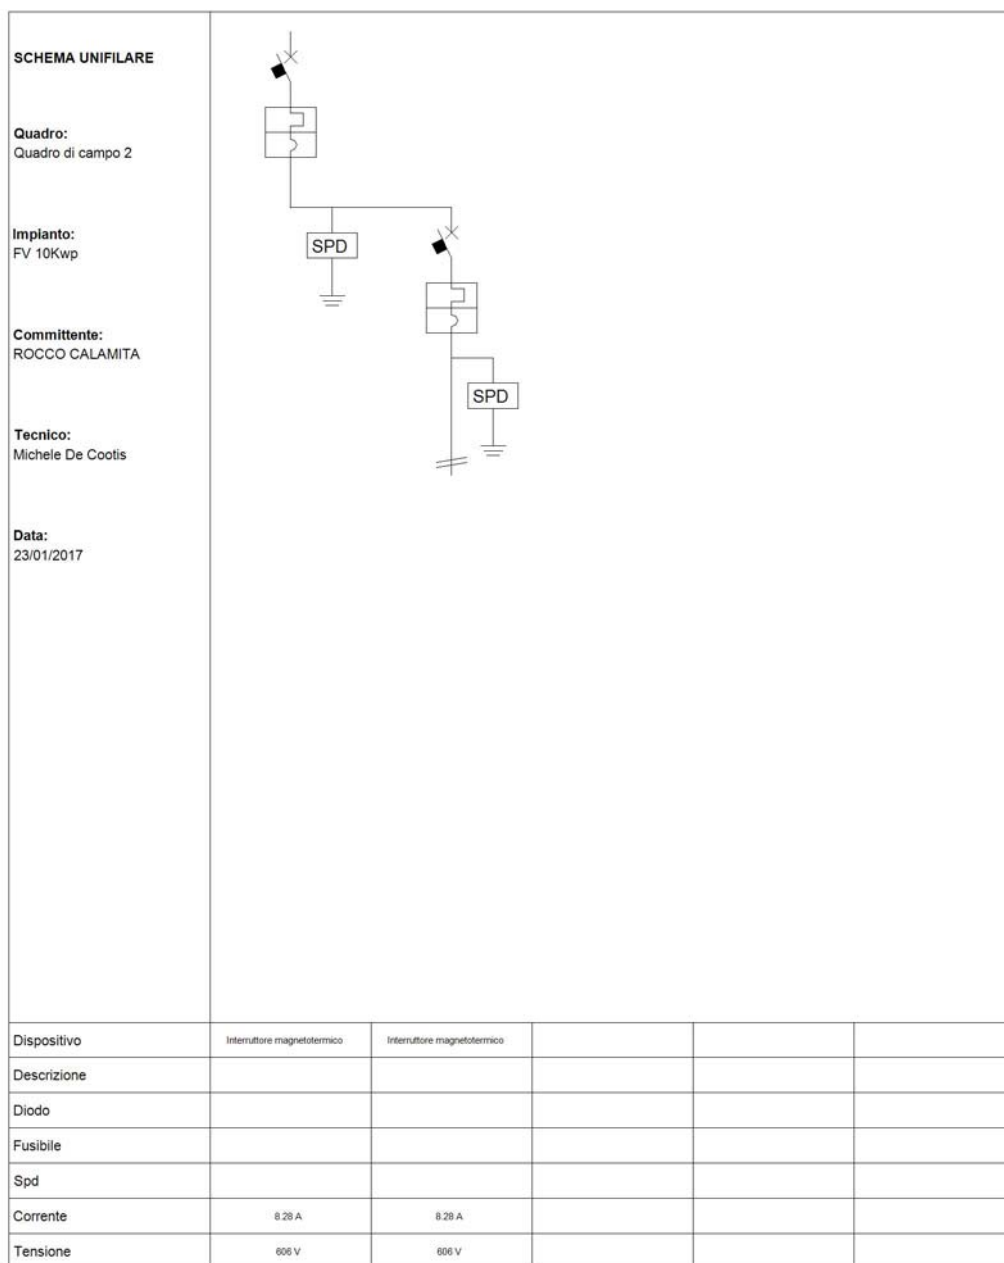 SCHEMA UNIFILARE
Quadro:
Quadro di campo 2
Impianto:
FV 10Kwp
Committente:
ROCCO CALAMITA
Tecnico:
Michele De Cootis
Data:
23/01/2017
SPD
SPD
Dispositivo Interruttore magnetotermico Interruttore magnetotermico
Descrizione
Diodo
Fusibile
Spd
Corrente 8.28 A 8.28 A
Tensione 606 V 606 V